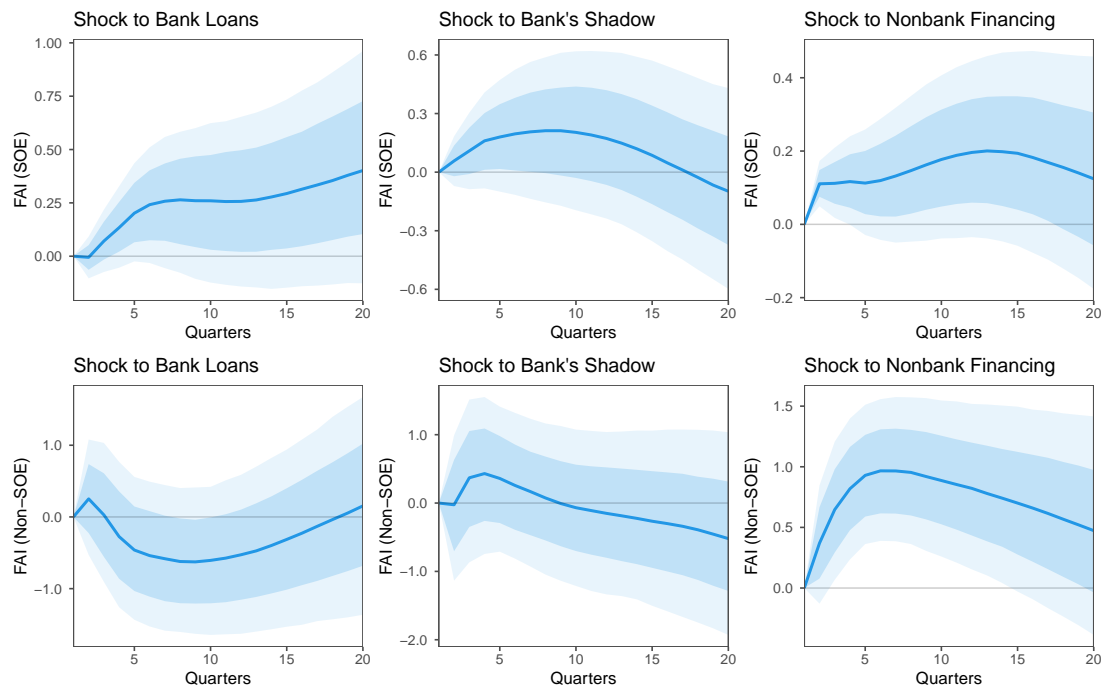 Shock to Bank Loans
FAI (SOE)
1.00
0.75
0.50
0.25
0.00
5 10 15 20
Quarters
Shock to Bank's Shadow
FAI (SOE)
0.6
0.3
0.0
−0.3
−0.6
5 10 15 20
Quarters
Shock to Nonbank Financing
FAI (SOE)
0.4
0.2
0.0
−0.2
5 10 15 20
Quarters
Shock to Bank Loans
FAI (Non−SOE)
1.0
0.0
−1.0
5 10 15 20
Quarters
Shock to Bank's Shadow
FAI (Non−SOE)
1.0
0.0
−1.0
−2.0
5 10 15 20
Quarters
Shock to Nonbank Financing
FAI (Non−SOE)
1.5
1.0
0.5
0.0
5 10 15 20
Quarters